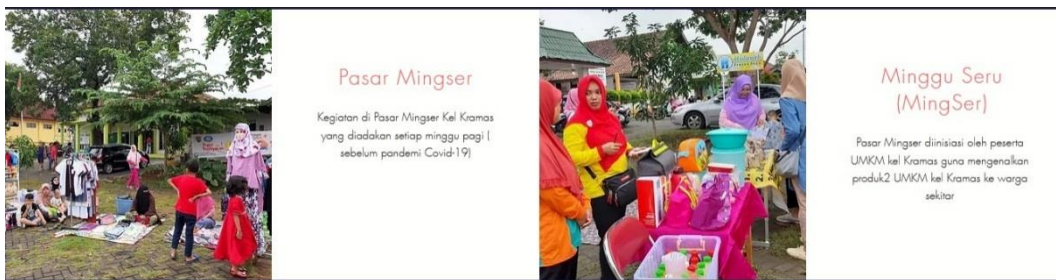 Pasar Mingser
Kegiatan di Pasar Mingser Kel Kramas
yang diadakan setiap minggu pagi (
sebelum pandemi Covid-19)
Minggu Seru
(MingSer)
Pasar Mingser diinisiasi oleh peserta
UMKM kel Kramas guna mengenalkan
produk2 UMKM kel Kramas ke warga
sekitar